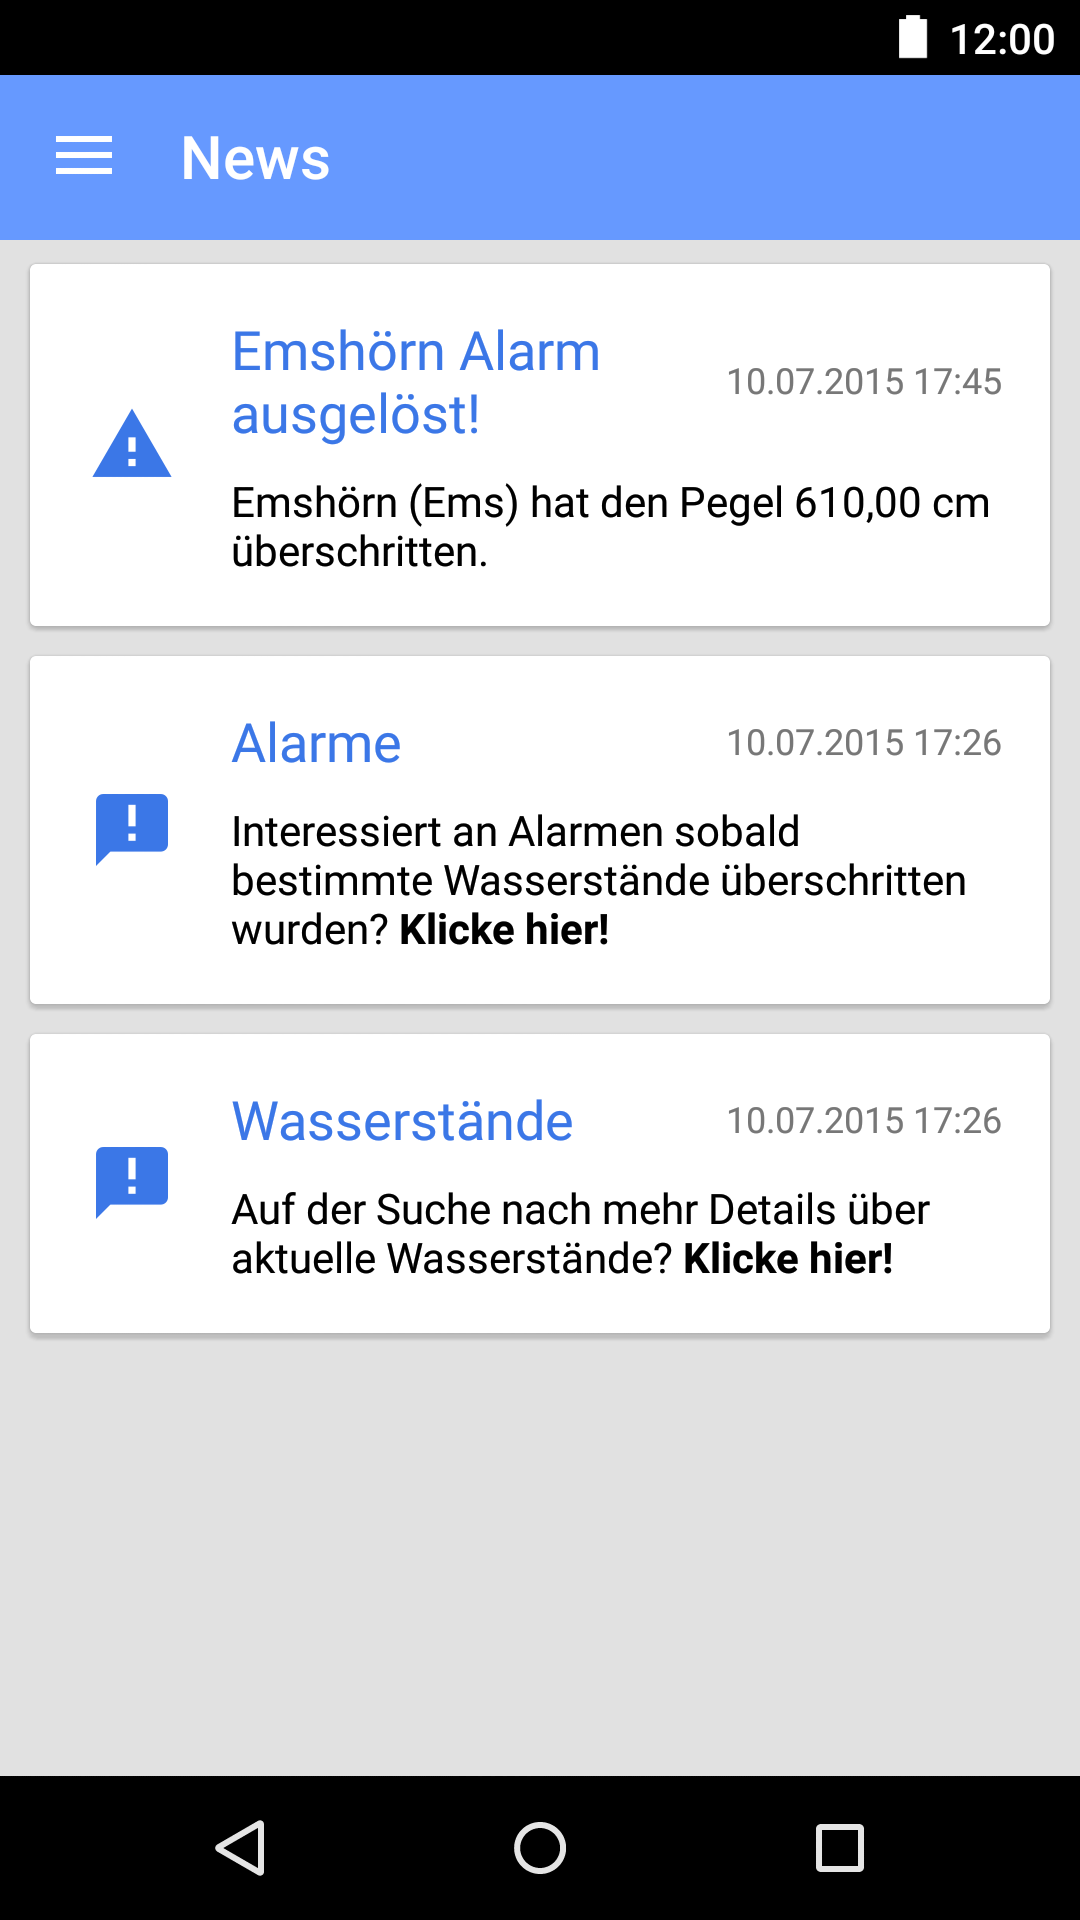 12:00
News
Emshörn Alarm
ausgelöst!
10.07.2015 17:45
Emshörn (Ems) hat den Pegel 610,00 cm
überschritten.
Alarme
10.07.2015 17:26
Interessiert an Alarmen sobald
bestimmte Wasserstände überschritten
wurden? Klicke hier!
Wasserstände
10.07.2015 17:26
Auf der Suche nach mehr Details über
aktuelle Wasserstände? Klicke hier!